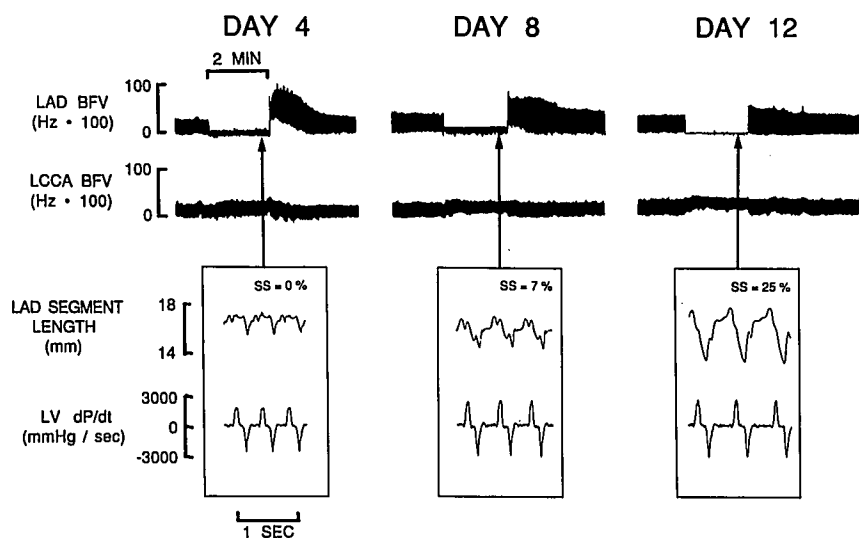 DAY 4 DAY 8 DAY 12
2 MIN
LAD BFV
(Hz • 100)
100
0
LCCA BFV
(Hz • 100)
100
0
SS = 0 % SS = 7 % SS = 25 %
LAD SEGMENT
LENGTH
(mm)
18
14
LV dP/dt
(mmHg / sec)
3000
0
-3000
1 SEC